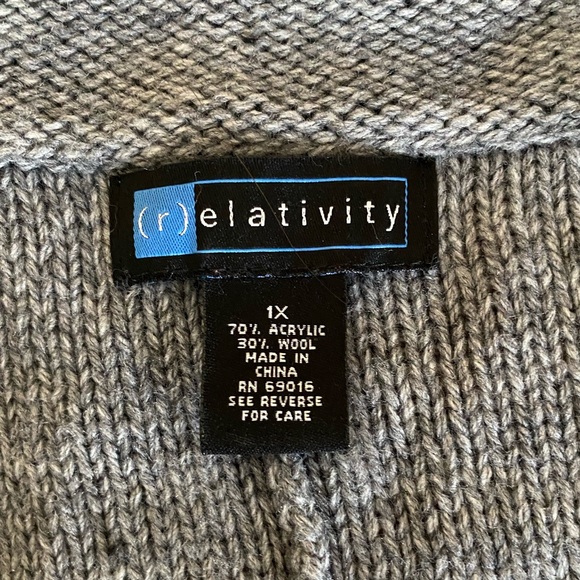 (r)elativity
1X
70% ACRYLIC
30% WOOL
MADE IN
CHINA
RN 69016
SEE REVERSE
FOR CARE